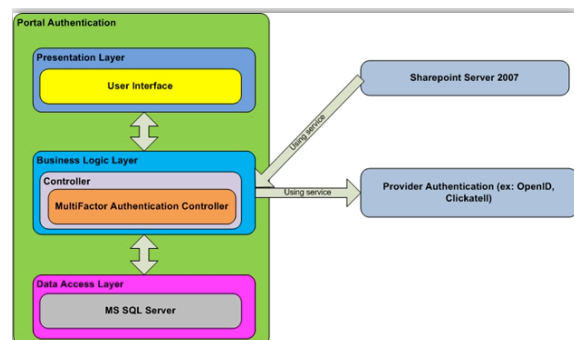 Portal Authentication
Presentation Layer
User Interface
Sharepoint Server 2007
Using service
Business Logic Layer
Controller
MultiFactor Authentication Controller
Using service
Provider Authentication (ex: OpenID,
Clickatell)
Data Access Layer
MS SQL Server